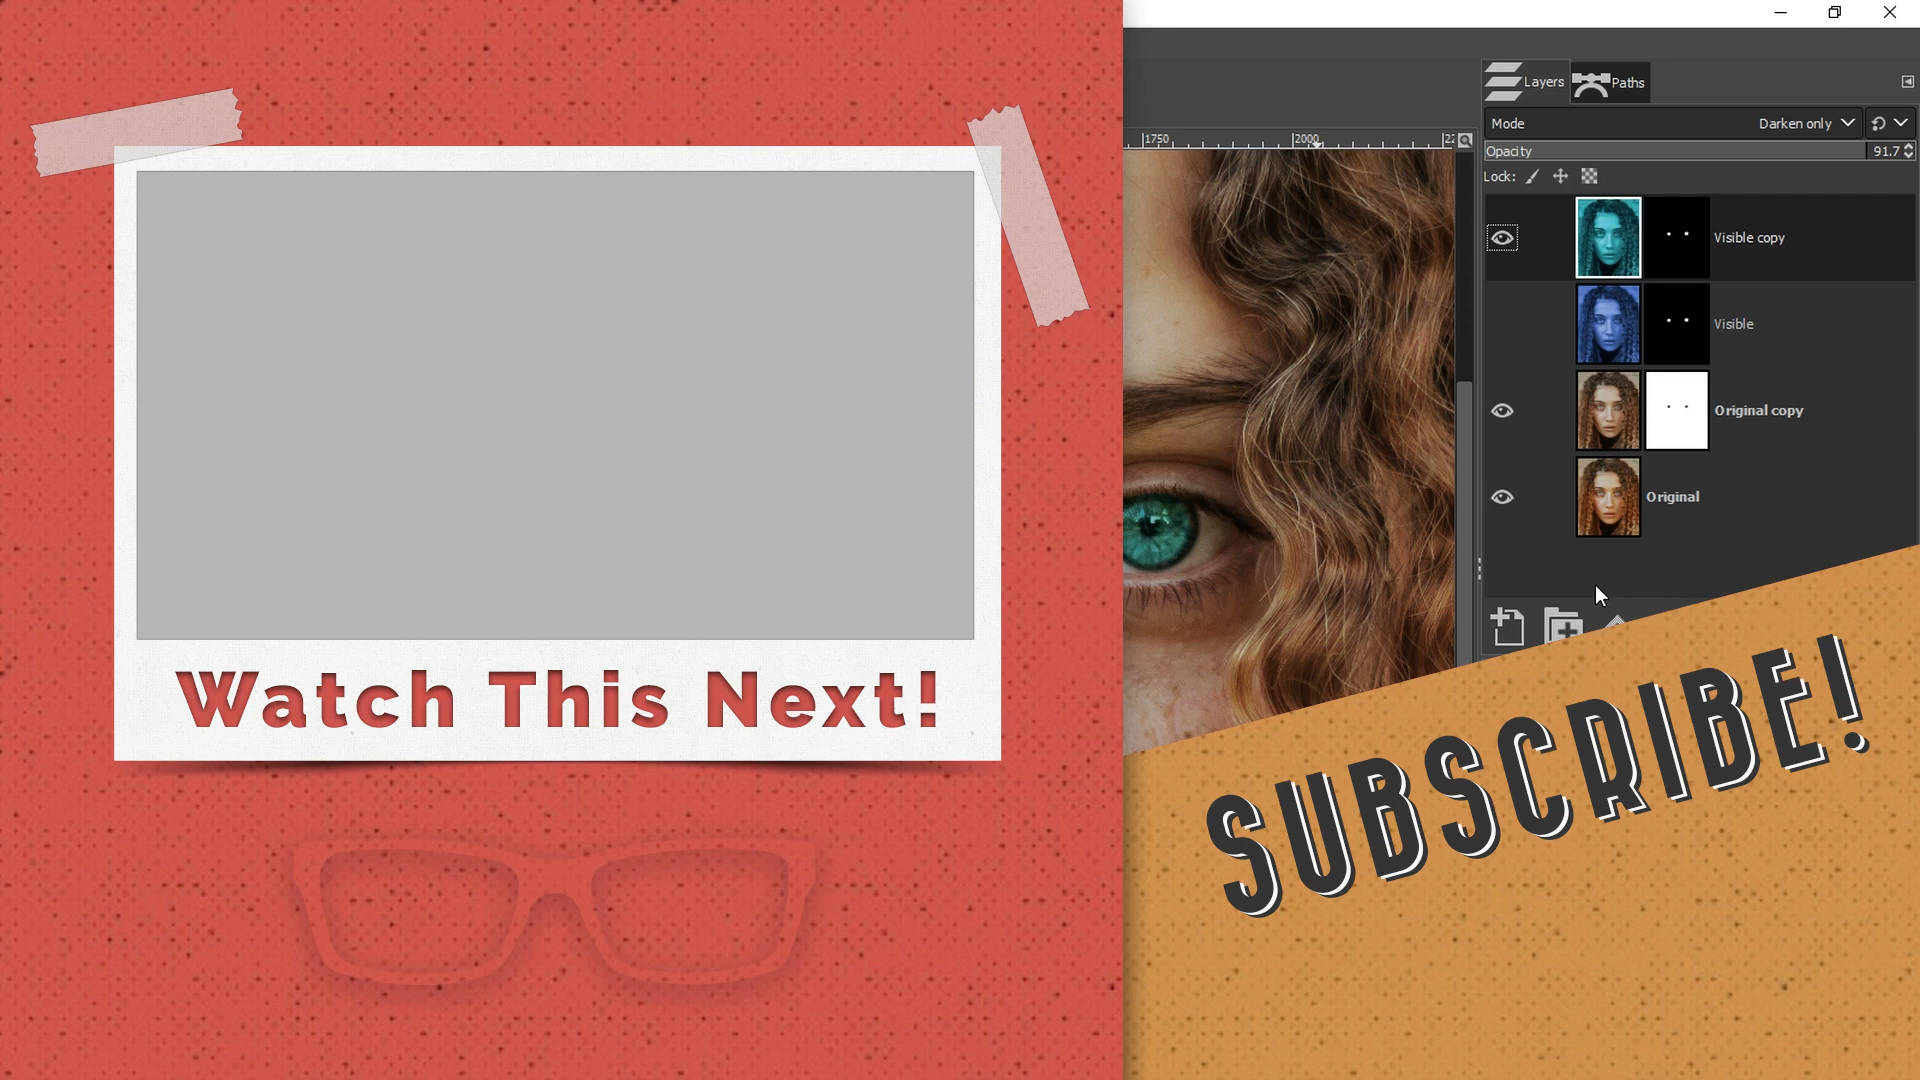 Watch This Next!
1750
2000
22
Layers
Paths
Mode
Darken only
Opacity
91.7
Lock:
Visible copy
Visible
Original copy
Original
SUBSCRIBE!